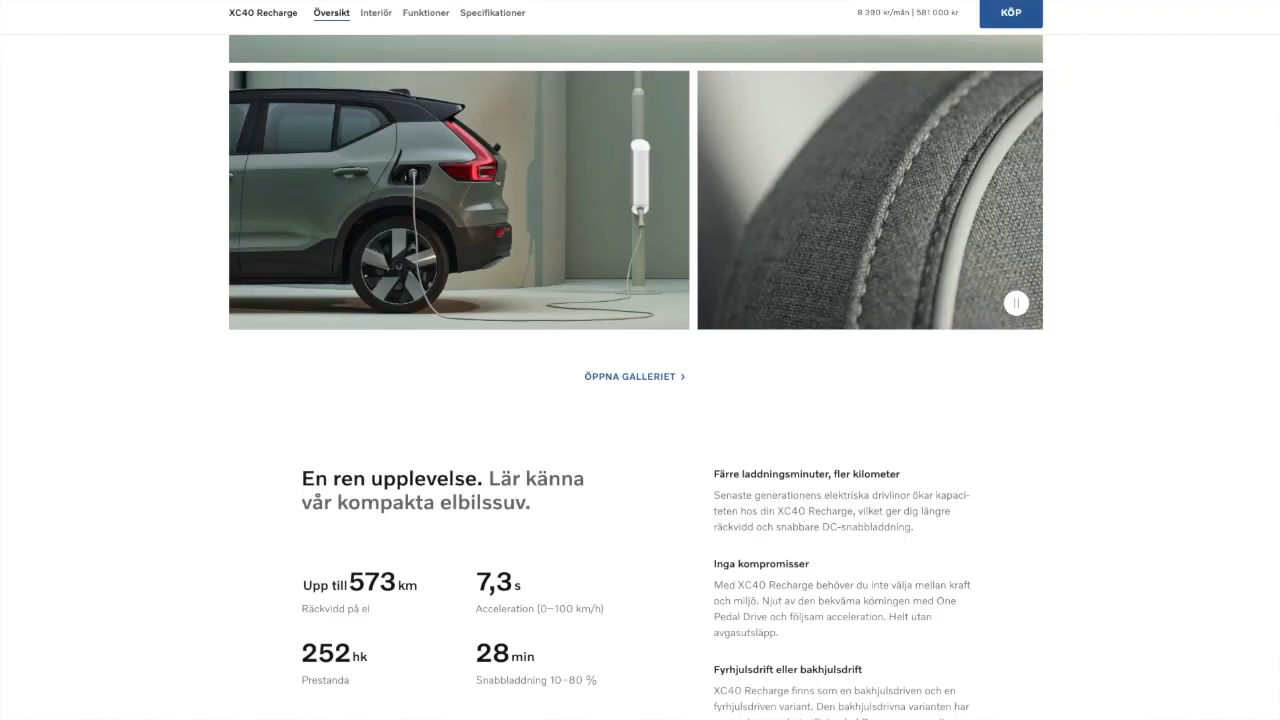 XC40 Recharge Översikt Interiör Funktioner Specifikationer 8 390 kr/mån | 581 000 kr KÖP
ÖPPNA GALLERIET
En ren upplevelse. Lär känna
vår kompakta elbilssuv.
Upp till 573 km
Räckvidd på el
7,3 s
Acceleration (0–100 km/h)
252 hk
Prestanda
28 min
Snabbladdning 10–80 %
Färre laddningsminuter, fler kilometer
Senaste generationens elektriska drivlinor ökar kapaci-
teten hos din XC40 Recharge, vilket ger dig längre
räckvidd och snabbare DC-snabbladdning.
Inga kompromisser
Med XC40 Recharge behöver du inte välja mellan kraft
och miljö. Njut av den bekväma körningen med One
Pedal Drive och följsam acceleration. Helt utan
avgasutsläpp.
Fyrhjulsdrift eller bakhjulsdrift
XC40 Recharge finns som en bakhjulsdriven och en
fyrhjulsdriven variant. Den bakhjulsdrivna varianten har